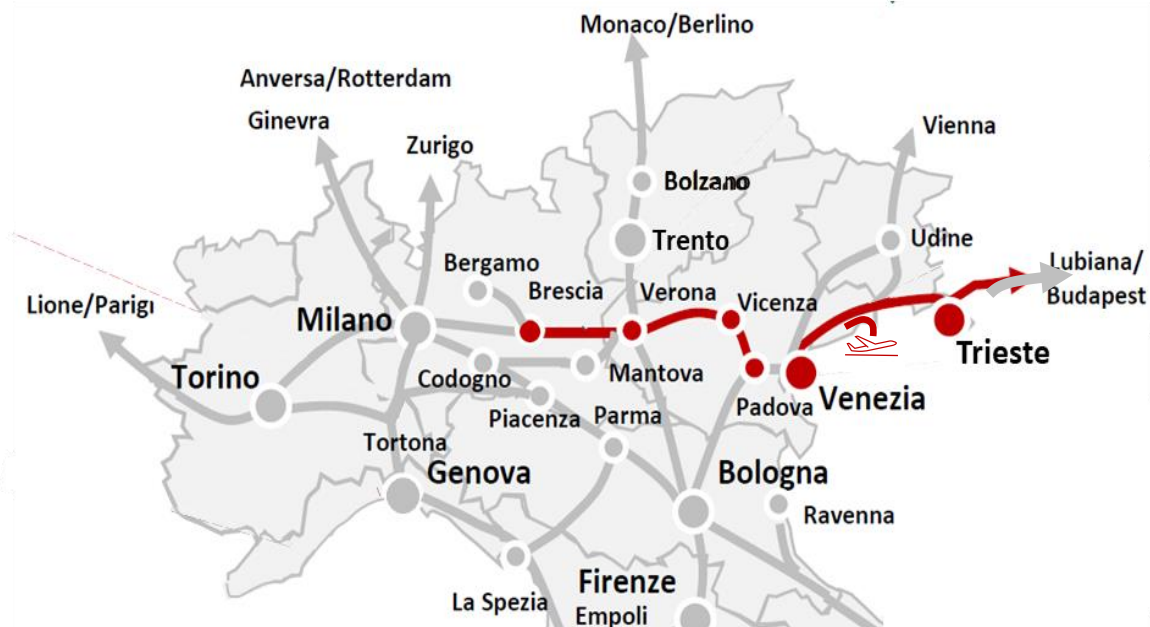 Monaco/Berlino
Anversa/Rotterdam
Ginevra
Zurigo
Vienna
Bolzano
Trento
Udine
Bergamo
Brescia
Verona
Vicenza
Lubiana/
Budapest
Lione/Parigi
Milano
Trieste
Torino
Codogno
Mantova
Padova
Venezia
Piacenza
Parma
Tortona
Genova
Bologna
Ravenna
Firenze
La Spezia
Empoli